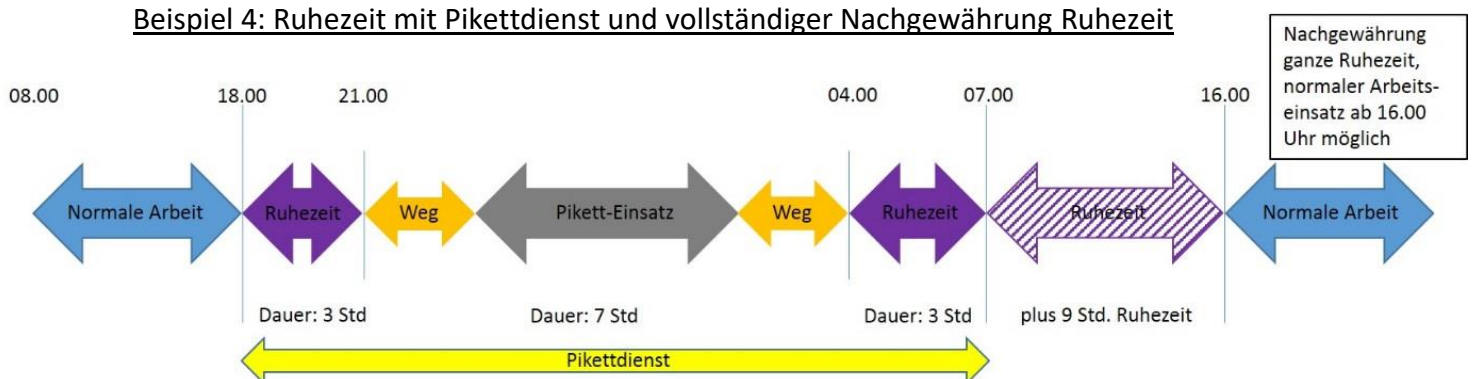 Beispiel 4: Ruhezeit mit Pikettdienst und vollständiger Nachgewährung Ruhezeit
Nachgewährung
ganze Ruhezeit,
normaler Arbeits-
einsatz ab 16.00
Uhr möglich
08.00 18.00 21.00 04.00 07.00 16.00
Normale Arbeit Ruhezeit Weg Pikett-Einsatz Weg Ruhezeit Ruhezeit Normale Arbeit
Dauer: 3 Std Dauer: 7 Std Dauer: 3 Std plus 9 Std. Ruhezeit
Pikettdienst